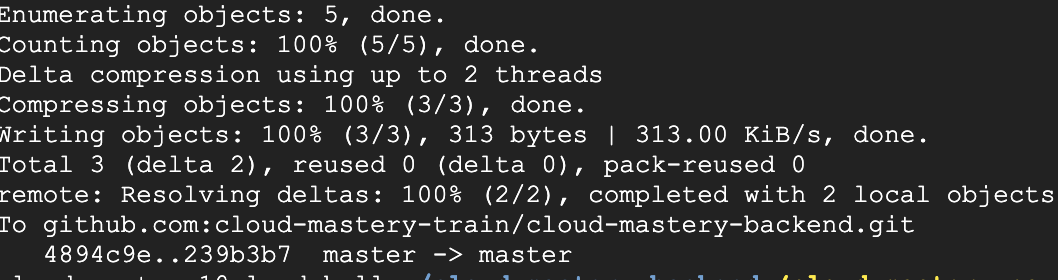 Enumerating objects: 5, done.
Counting objects: 100% (5/5), done.
Delta compression using up to 2 threads
Compressing objects: 100% (3/3), done.
Writing objects: 100% (3/3), 313 bytes | 313.00 KiB/s, done.
Total 3 (delta 2), reused 0 (delta 0), pack-reused 0
remote: Resolving deltas: 100% (2/2), completed with 2 local objects
To github.com:cloud-mastery-train/cloud-mastery-backend.git
4894c9e..239b3b7 master -> master